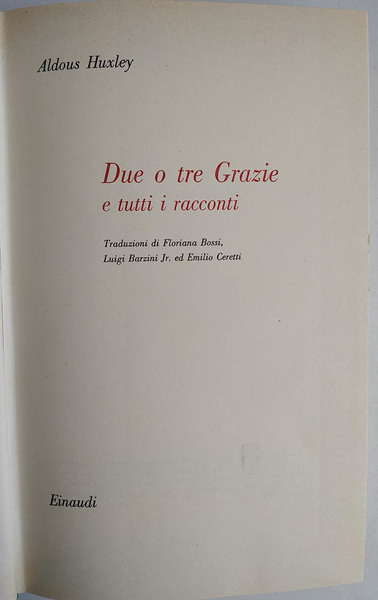 Aldous Huxley
Due o tre Grazie
e tutti i racconti
Traduzioni di Floriana Bossi,
Luigi Barzini Jr. ed Emilio Ceretti
Einaudi